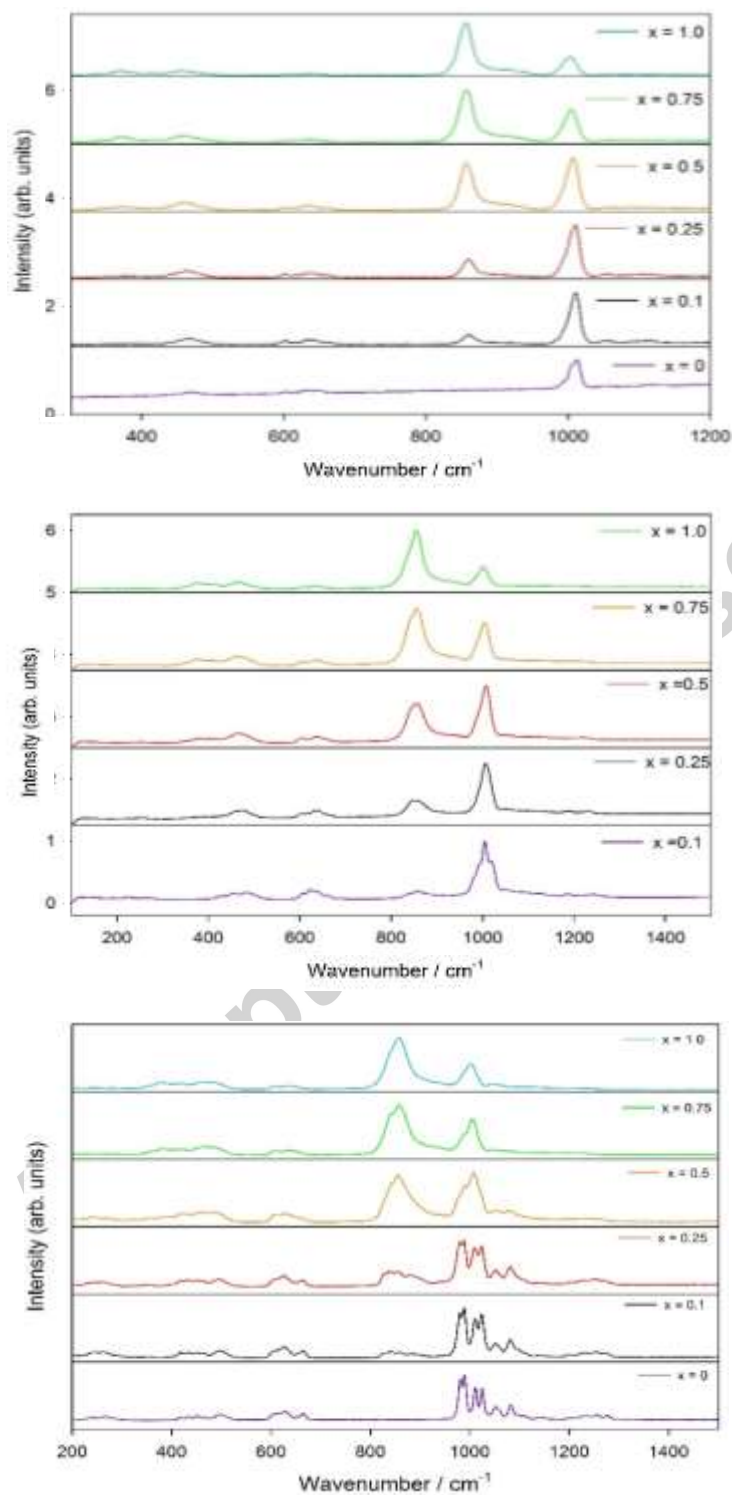 x = 1.0
6
x = 0.75
x = 0.5
4
x = 0.25
2
x = 0.1
x = 0
0
Intensity (arb. units)
400 600 800 1000 1200
Wavenumber / cm-1
6
x = 1.0
5
x = 0.75
x =0.5
x = 0.25
1
x =0.1
0
Intensity (arb. units)
200 400 600 800 1000 1200 1400
Wavenumber / cm-1
x = 1.0
x = 0.75
x = 0.5
x = 0.25
x = 0.1
x = 0
Intensity (arb. units)
200 400 600 800 1000 1200 1400
Wavenumber / cm-1